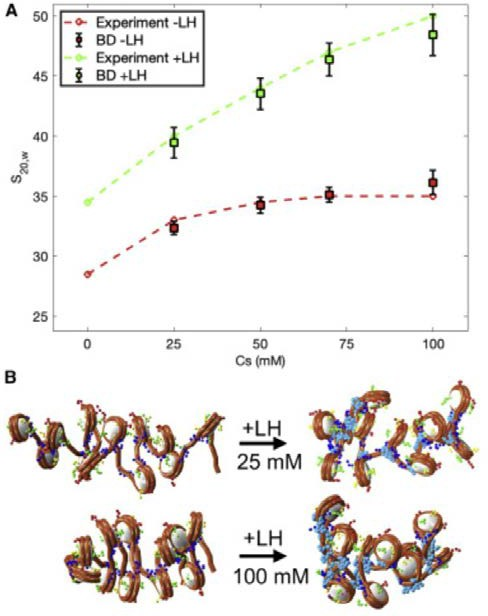 A
Experiment -LH
BD -LH
Experiment +LH
BD +LH
50
45
40
35
30
25
S20,w
0 25 50 75 100
Cs (mM)
B
+LH
25 mM
+LH
100 mM